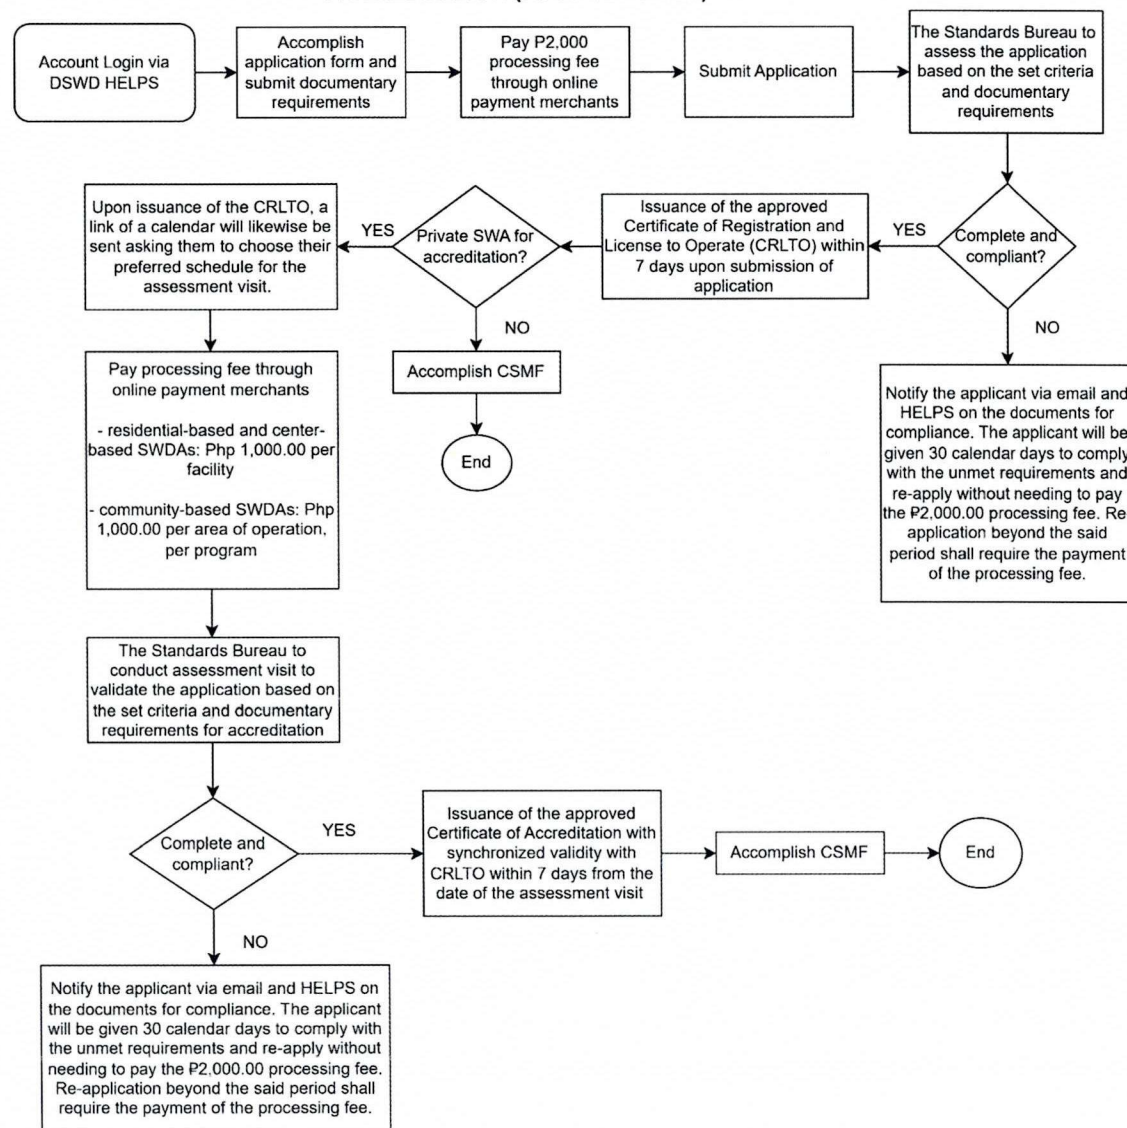 Account Login via
DSWD HELPS
Accomplish
application form and
submit documentary
requirements
Pay P2,000
processing fee
through online
payment merchants
Submit Application
The Standards Bureau to
assess the application
based on the set criteria
and documentary
requirements
Complete and
compliant?
YES
NO
Issuance of the approved
Certificate of Registration and
License to Operate (CRLTO) within
7 days upon submission of
application
Private SWA for
accreditation?
YES
NO
Upon issuance of the CRLTO, a
link of a calendar will likewise be
sent asking them to choose their
preferred schedule for the
assessment visit.
Accomplish CSMF
End
Notify the applicant via email and
HELPS on the documents for
compliance. The applicant will be
given 30 calendar days to comply
with the unmet requirements and
re-apply without needing to pay
the ₱2,000.00 processing fee. Re-
application beyond the said
period shall require the payment
of the processing fee.
Pay processing fee through
online payment merchants
- residential-based and center-
based SWDAs: Php 1,000.00 per
facility
- community-based SWDAs: Php
1,000.00 per area of operation,
per program
The Standards Bureau to
conduct assessment visit to
validate the application based on
the set criteria and documentary
requirements for accreditation
Complete and
compliant?
YES
NO
Issuance of the approved
Certificate of Accreditation with
synchronized validity with
CRLTO within 7 days from the
date of the assessment visit
Accomplish CSMF
End
Notify the applicant via email and HELPS on
the documents for compliance. The applicant
will be given 30 calendar days to comply with
the unmet requirements and re-apply without
needing to pay the ₱2,000.00 processing fee.
Re-application beyond the said period shall
require the payment of the processing fee.